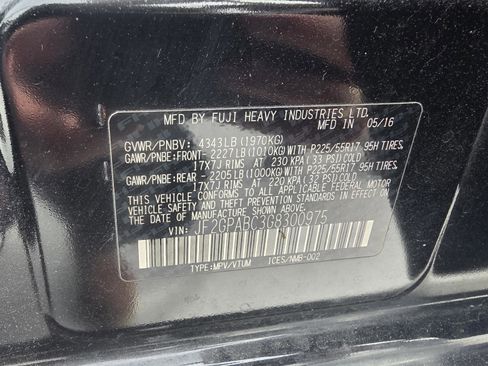 MFD BY FUJI HEAVY INDUSTRIES LTD. 05/16
GVWR/PNBV: 4343LB (1970KG)
GAWR/PNBE: FRONT- 2227LB (1010KG) WITH P225/55R17 95H TIRES,
17X7J RIMS AT 230 KPA (33 PSI) COLD
GAWR/PNBE: REAR - 2205LB (1000KG) WITH P225/55R17 95H TIRES,
17X7J RIMS AT 220 KPA (32 PSI) COLD
THIS VEHICLE CONFORMS TO ALL APPLICABLE FEDERAL MOTOR
VEHICLE SAFETY AND BUMPER STANDARDS IN EFFECT ON
THE DATE OF MANUFACTURE SHOWN ABOVE.
VIN: JF2GPABC3G8300975
TYPE:MPV/VTUM ICES/NMB-002